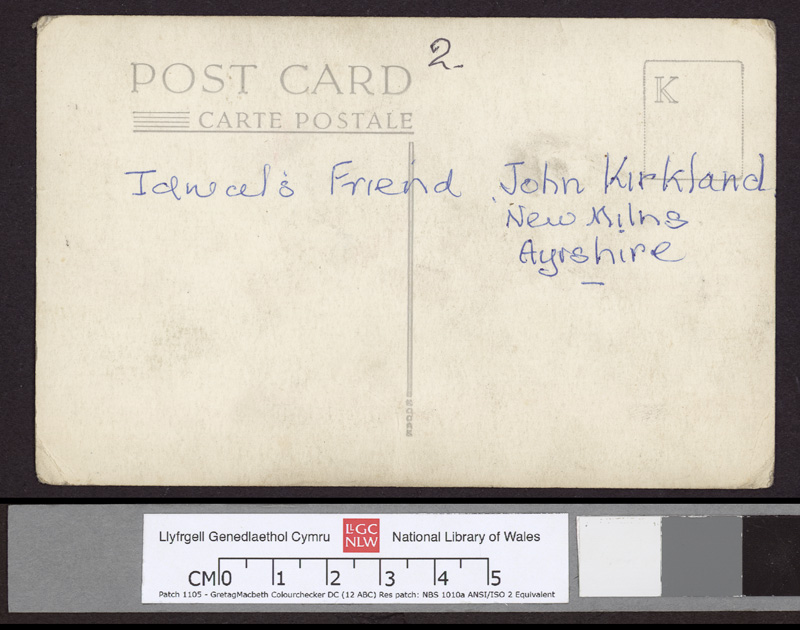 2
POST CARD
K
CARTE POSTALE
Idwal's Friend John Kirkland
New Milns
Ayrshire
KODAK
Llyfrgell Genedlaethol Cymru LLGC NLW National Library of Wales
CM 0 1 2 3 4 5
Patch 1105 - GretagMacbeth Colourchecker DC (12 ABC) Res patch: NBS 1010a ANSI/ISO 2 Equivalent